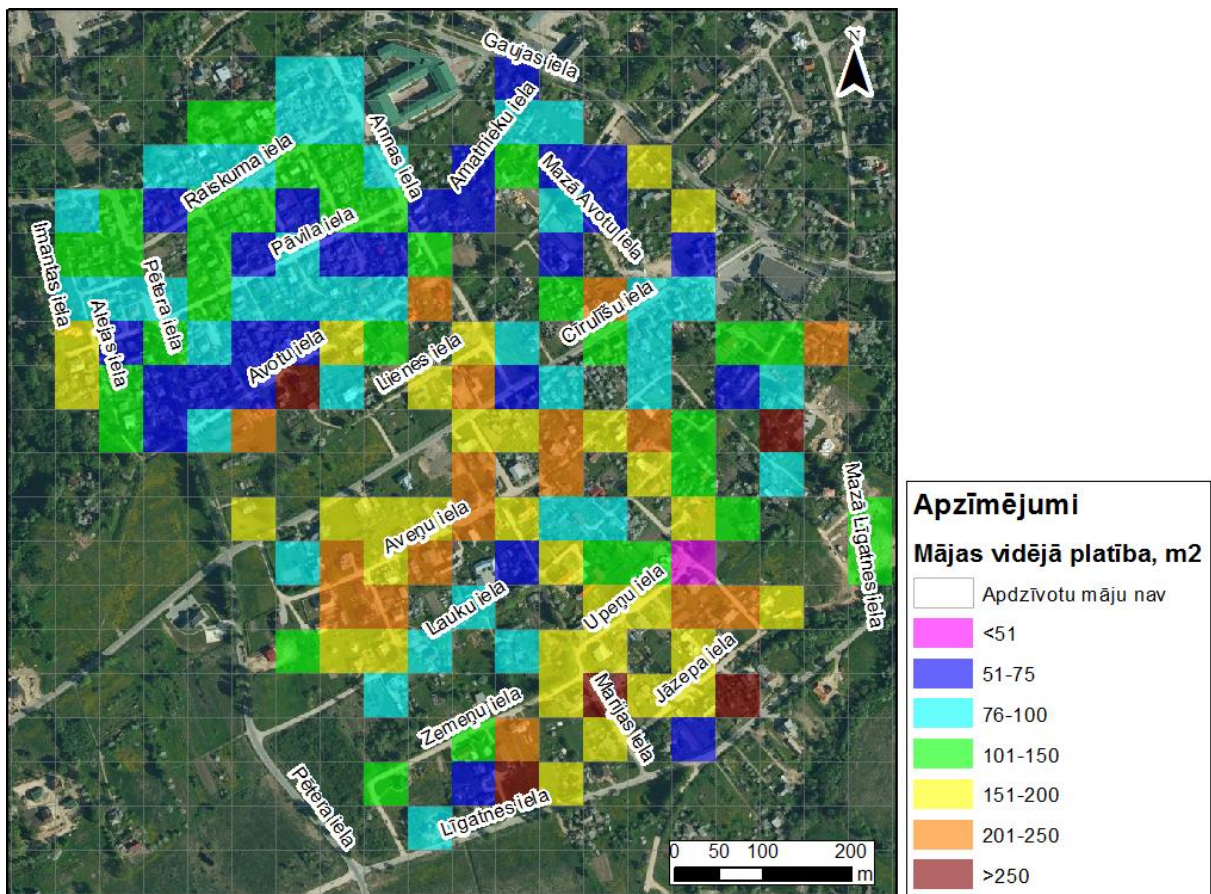 Gaujas iela
N
Annas iela
Amatnieku iela
Raiskuma iela
Mazā Avotu iela
Pāvila iela
Imantas iela
Pētera iela
Alejas iela
Cīrulīšu iela
Avotu iela
Lienes iela
Mazā Līgatnes iela
Aveņu iela
Lauku iela
Upeņu iela
Jāzepa iela
Marijas iela
Zemeņu iela
Pētera iela
Līgatnes iela
0 50 100 200
m
Apzīmējumi
Mājas vidējā platība, m2
Apdzīvotu māju nav
<51
51-75
76-100
101-150
151-200
201-250
>250